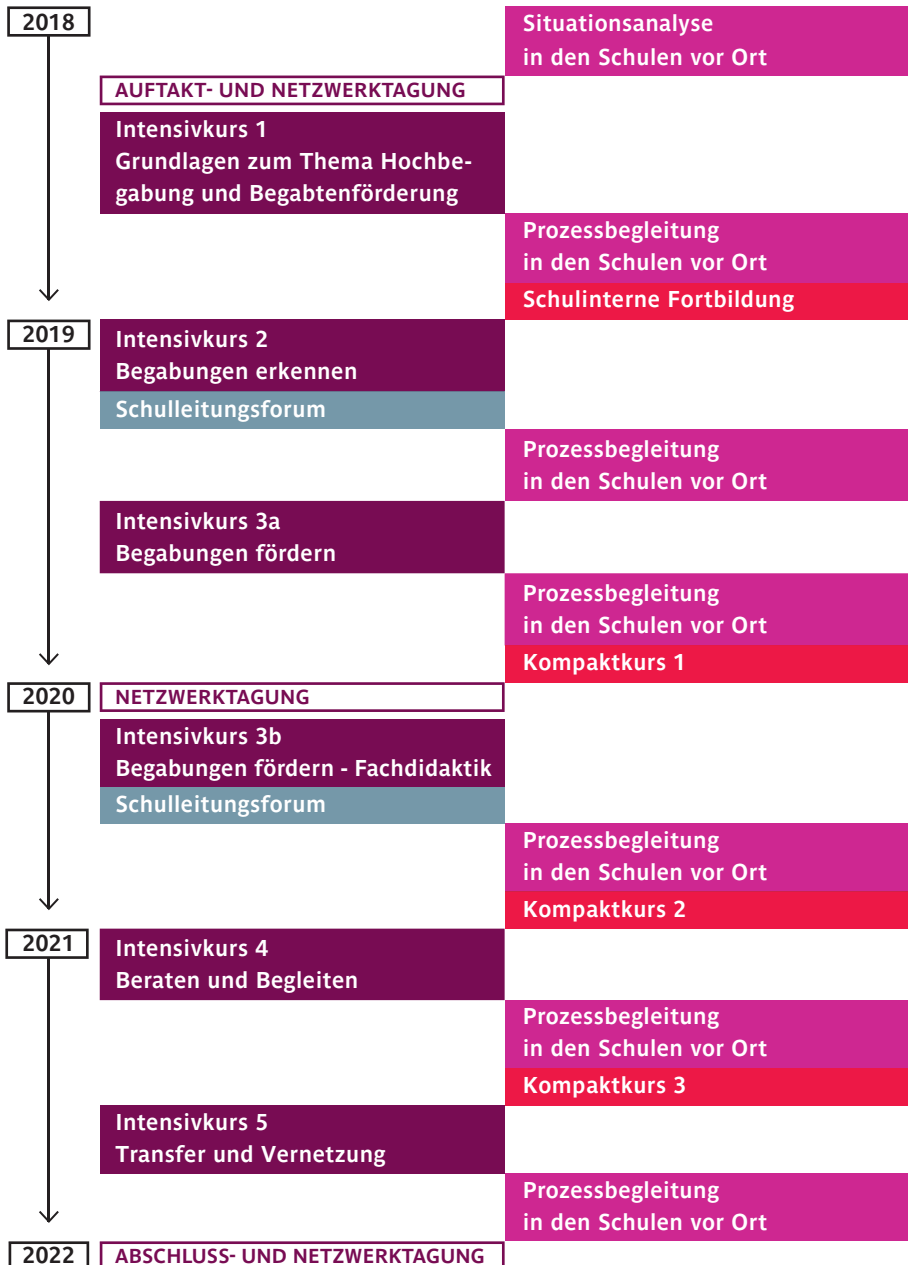 2018
Situationsanalyse
in den Schulen vor Ort
AUFTAKT- UND NETZWERKTAGUNG
Intensivkurs 1
Grundlagen zum Thema Hochbe-
gabung und Begabtenförderung
Prozessbegleitung
in den Schulen vor Ort
Schulinterne Fortbildung
2019
Intensivkurs 2
Begabungen erkennen
Schulleitungsforum
Prozessbegleitung
in den Schulen vor Ort
Intensivkurs 3a
Begabungen fördern
Prozessbegleitung
in den Schulen vor Ort
Kompaktkurs 1
2020
NETZWERKTAGUNG
Intensivkurs 3b
Begabungen fördern - Fachdidaktik
Schulleitungsforum
Prozessbegleitung
in den Schulen vor Ort
Kompaktkurs 2
2021
Intensivkurs 4
Beraten und Begleiten
Prozessbegleitung
in den Schulen vor Ort
Kompaktkurs 3
Intensivkurs 5
Transfer und Vernetzung
Prozessbegleitung
in den Schulen vor Ort
2022
ABSCHLUSS- UND NETZWERKTAGUNG